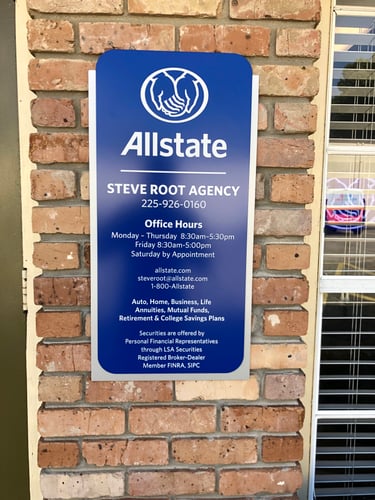 Allstate
STEVE ROOT AGENCY
225-926-0160
Office Hours
Monday – Thursday 8:30am–5:30pm
Friday 8:30am–5:00pm
Saturday by Appointment
allstate.com
steveroot@allstate.com
1-800-Allstate
Auto, Home, Business, Life
Annuities, Mutual Funds,
Retirement & College Savings Plans
Securities are offered by
Personal Financial Representatives
through LSA Securities
Registered Broker-Dealer
Member FINRA, SIPC